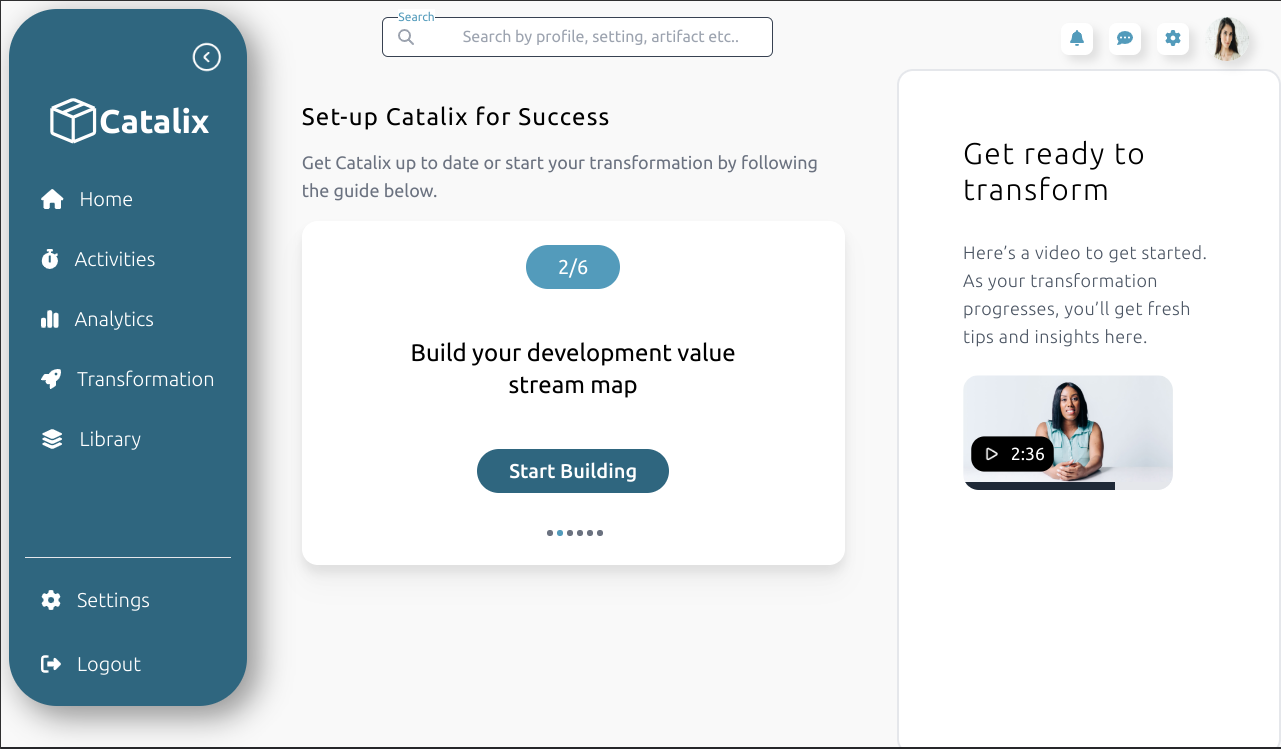 Catalix
Home
Activities
Analytics
Transformation
Library
Settings
Logout
Search
Search by profile, setting, artifact etc..
Set-up Catalix for Success
Get Catalix up to date or start your transformation by following
the guide below.
2/6
Build your development value
stream map
Start Building
Get ready to
transform
Here’s a video to get started.
As your transformation
progresses, you’ll get fresh
tips and insights here.
2:36